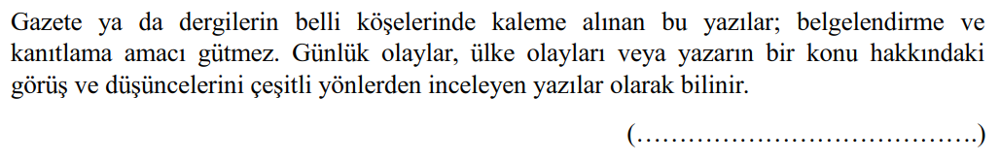 Gazete ya da dergilerin belli köşelerinde kaleme alınan bu yazılar; belgelendirme ve
kanıtlama amacı gütmez. Günlük olaylar, ülke olayları veya yazarın bir konu hakkındaki
görüş ve düşüncelerini çeşitli yönlerden inceleyen yazılar olarak bilinir.
(…………………………………….)